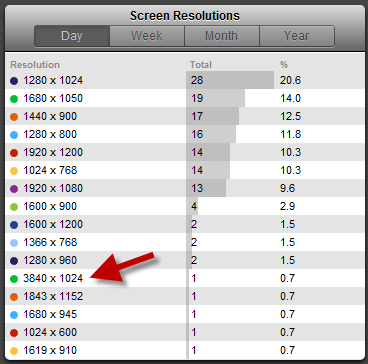 Screen Resolutions
Day Week Month Year
Resolution Total %
1280 x 1024 28 20.6
1680 x 1050 19 14.0
1440 x 900 17 12.5
1280 x 800 16 11.8
1920 x 1200 14 10.3
1024 x 768 14 10.3
1920 x 1080 13 9.6
1600 x 900 4 2.9
1600 x 1200 2 1.5
1366 x 768 2 1.5
1280 x 960 2 1.5
3840 x 1024 1 0.7
1843 x 1152 1 0.7
1680 x 945 1 0.7
1024 x 600 1 0.7
1619 x 910 1 0.7